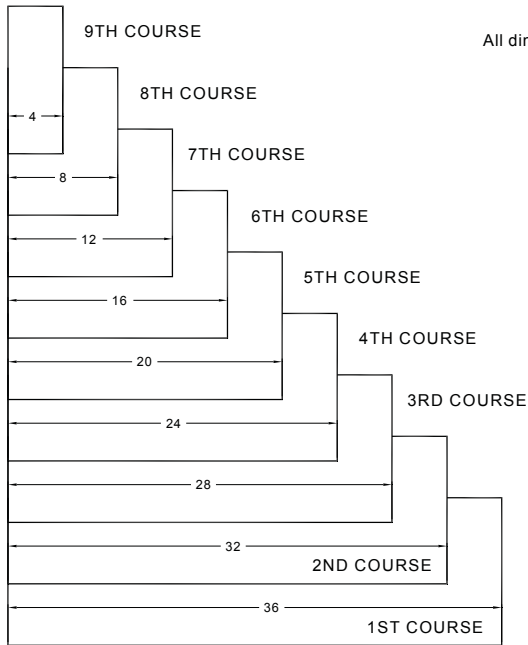 9TH COURSE
All dir
8TH COURSE
4
7TH COURSE
8
6TH COURSE
12
5TH COURSE
16
4TH COURSE
20
3RD COURSE
24
28
32
2ND COURSE
36
1ST COURSE